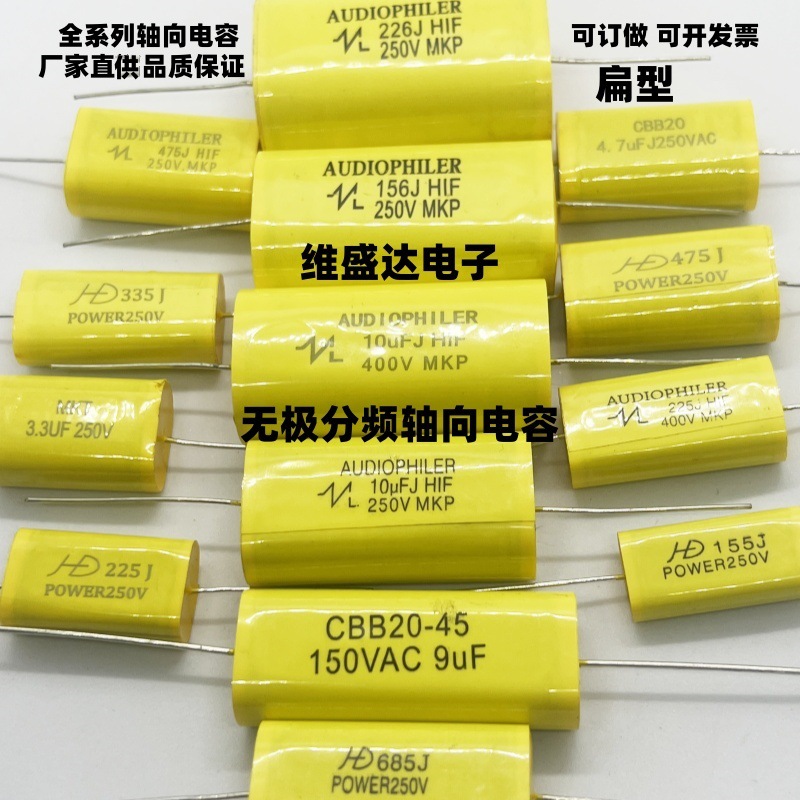 全系列轴向电容
厂家直供品质保证
可订做 可开发票
扁型
AUDIOPHILER
226J HIF
250V MKP
AUDIOPHILER
475J HIF
250V.MKP
CBB20
4.7uFJ250VAC
AUDIOPHILER
156J HIF
250V MKP
维盛达电子
HD 335J
POWER250V
HD 475J
POWER250V
AUDIOPHILER
10uFJ HIF
400V MKP
MKT
3.3UF 250V
AUDIOPHILER
225J HIF
400V MKP
无极分频轴向电容
AUDIOPHILER
10µFJ HIF
250V MKP
HD 225J
POWER250V
HD 155J
POWER250V
CBB20-45
150VAC 9uF
HD 685J
POWER250V